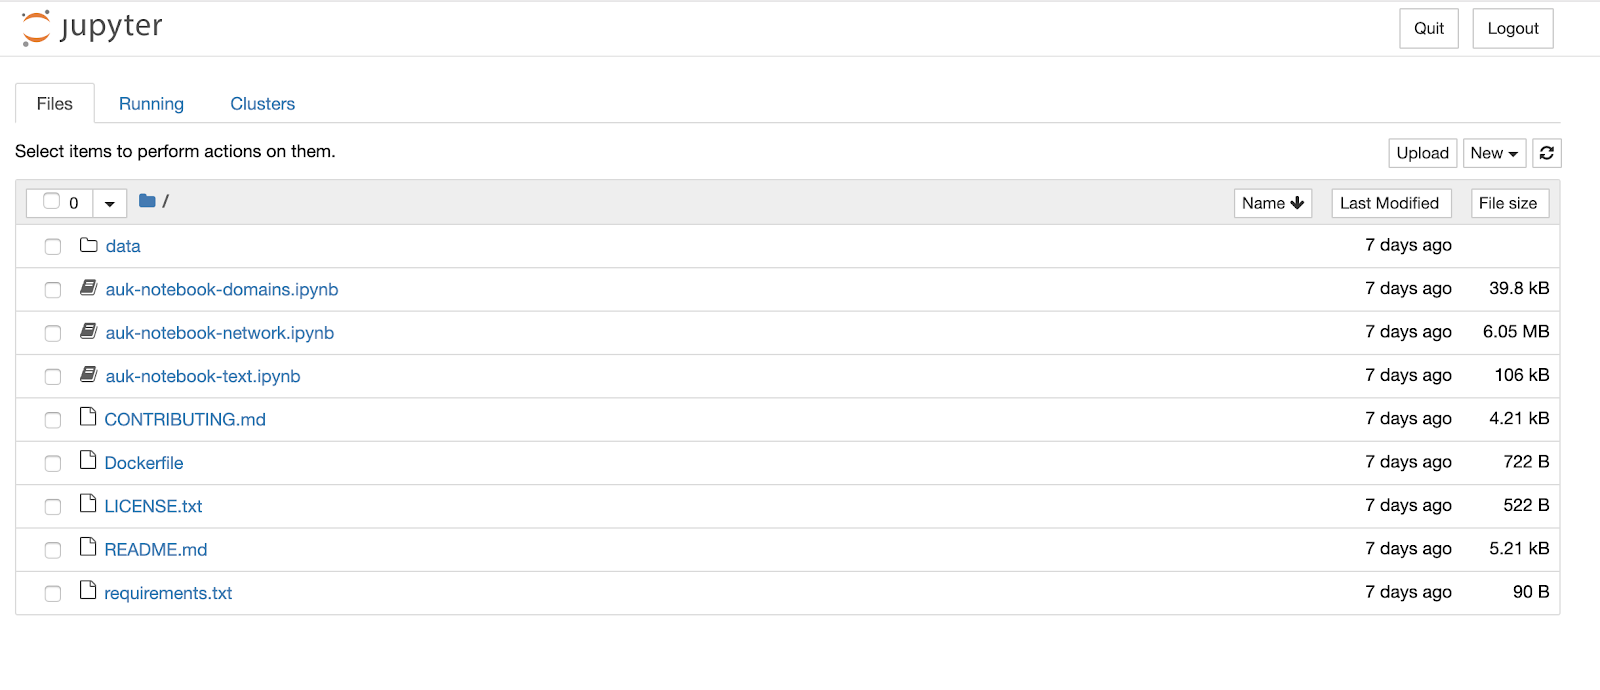 jupyter Quit Logout
Files Running Clusters
Select items to perform actions on them. Upload New
0 / Name Last Modified File size
data 7 days ago
auk-notebook-domains.ipynb 7 days ago 39.8 kB
auk-notebook-network.ipynb 7 days ago 6.05 MB
auk-notebook-text.ipynb 7 days ago 106 kB
CONTRIBUTING.md 7 days ago 4.21 kB
Dockerfile 7 days ago 722 B
LICENSE.txt 7 days ago 522 B
README.md 7 days ago 5.21 kB
requirements.txt 7 days ago 90 B